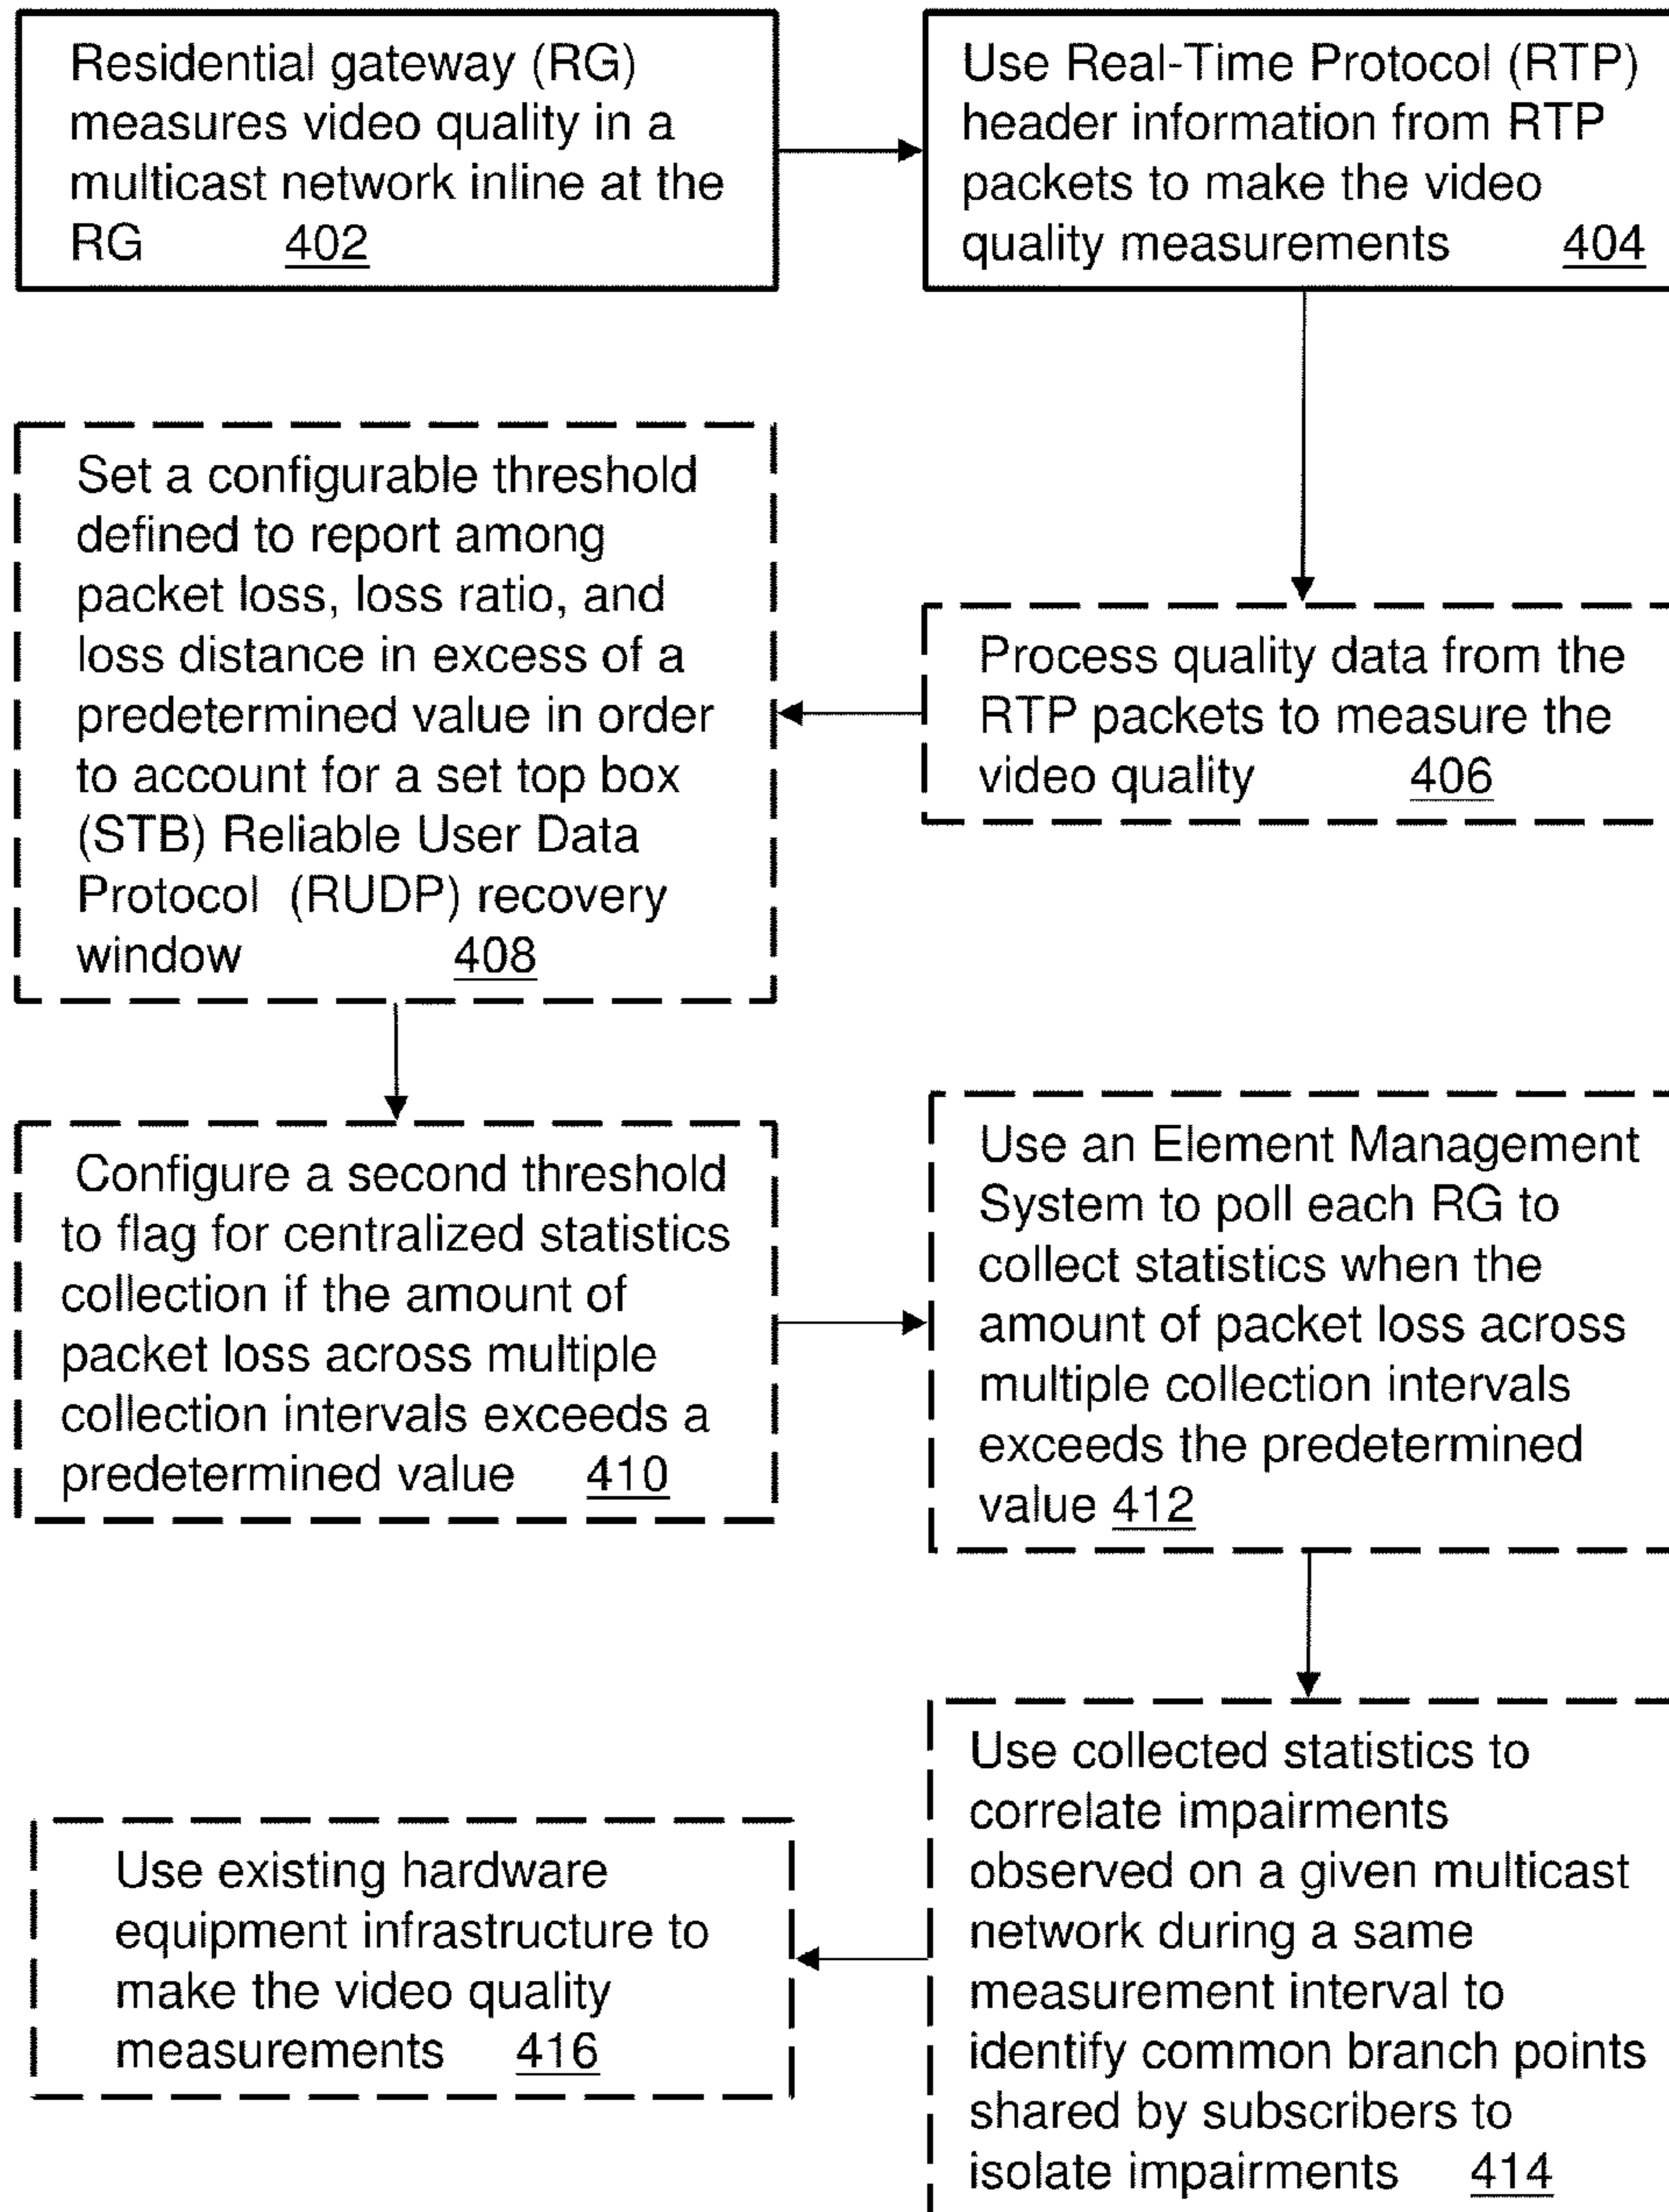 Residential gateway (RG)
measures video quality in a
multicast network inline at the
RG 402
Use Real-Time Protocol (RTP)
header information from RTP
packets to make the video
quality measurements 404
Process quality data from the
RTP packets to measure the
video quality 406
Set a configurable threshold
defined to report among
packet loss, loss ratio, and
loss distance in excess of a
predetermined value in order
to account for a set top box
(STB) Reliable User Data
Protocol (RUDP) recovery
window 408
Configure a second threshold
to flag for centralized statistics
collection if the amount of
packet loss across multiple
collection intervals exceeds a
predetermined value 410
Use an Element Management
System to poll each RG to
collect statistics when the
amount of packet loss across
multiple collection intervals
exceeds the predetermined
value 412
Use collected statistics to
correlate impairments
observed on a given multicast
network during a same
measurement interval to
identify common branch points
shared by subscribers to
isolate impairments 414
Use existing hardware
equipment infrastructure to
make the video quality
measurements 416